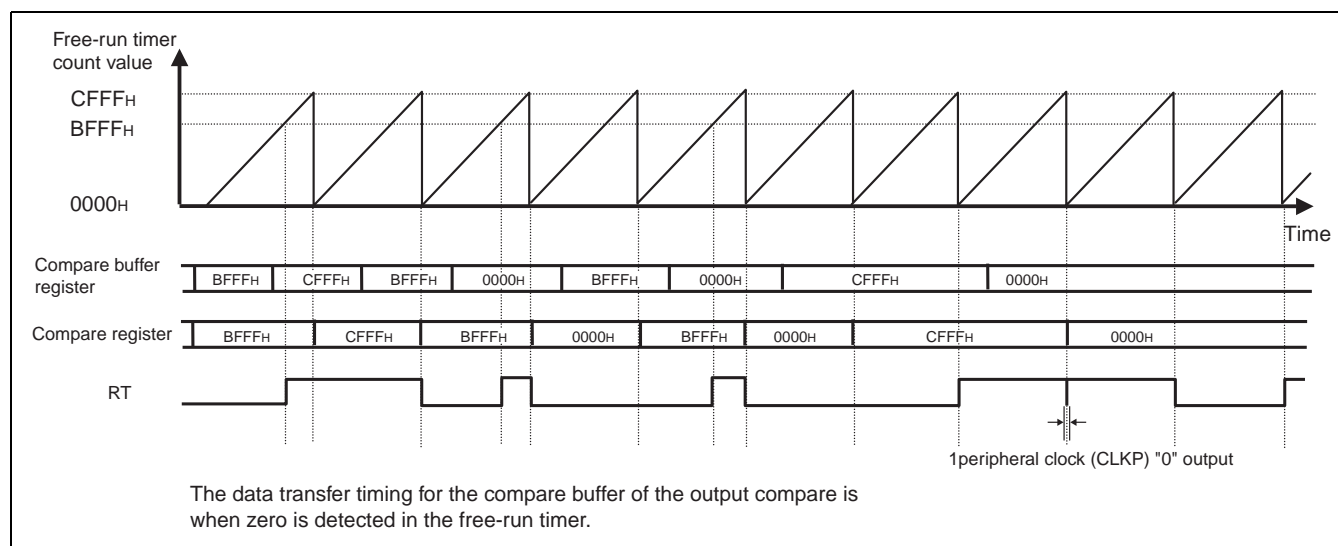 Free-run timer
count value
CFFFH
BFFFH
0000H
Time
Compare buffer
register
BFFFH CFFFH BFFFH 0000H BFFFH 0000H CFFFH 0000H
Compare register
BFFFH CFFFH BFFFH 0000H BFFFH 0000H CFFFH 0000H
RT
1peripheral clock (CLKP) "0" output
The data transfer timing for the compare buffer of the output compare is
when zero is detected in the free-run timer.